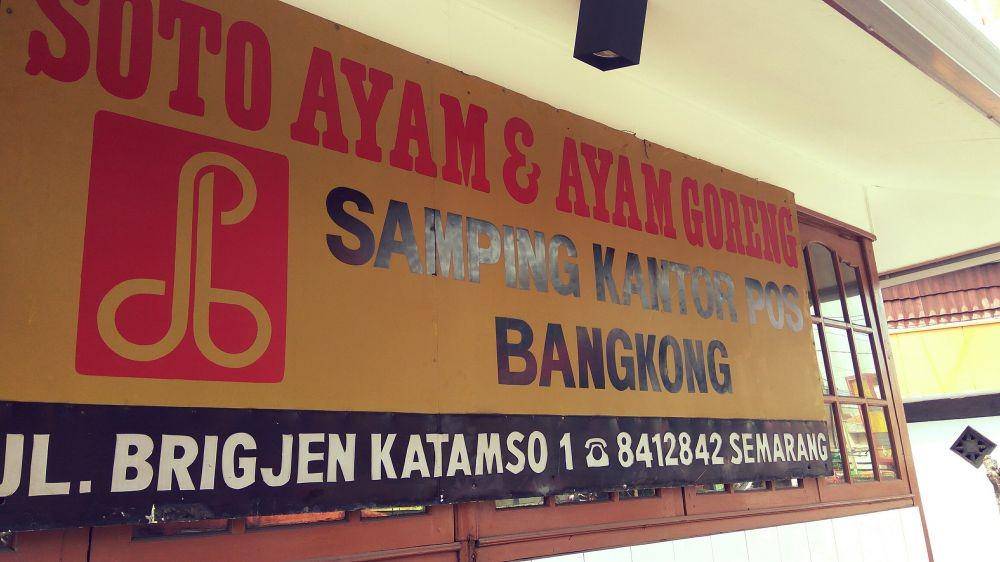 SOTO AYAM & AYAM GORENG
SAMPING KANTOR POS
BANGKONG
JL. BRIGJEN KATAMSO 1 ☎ 8412842 SEMARANG